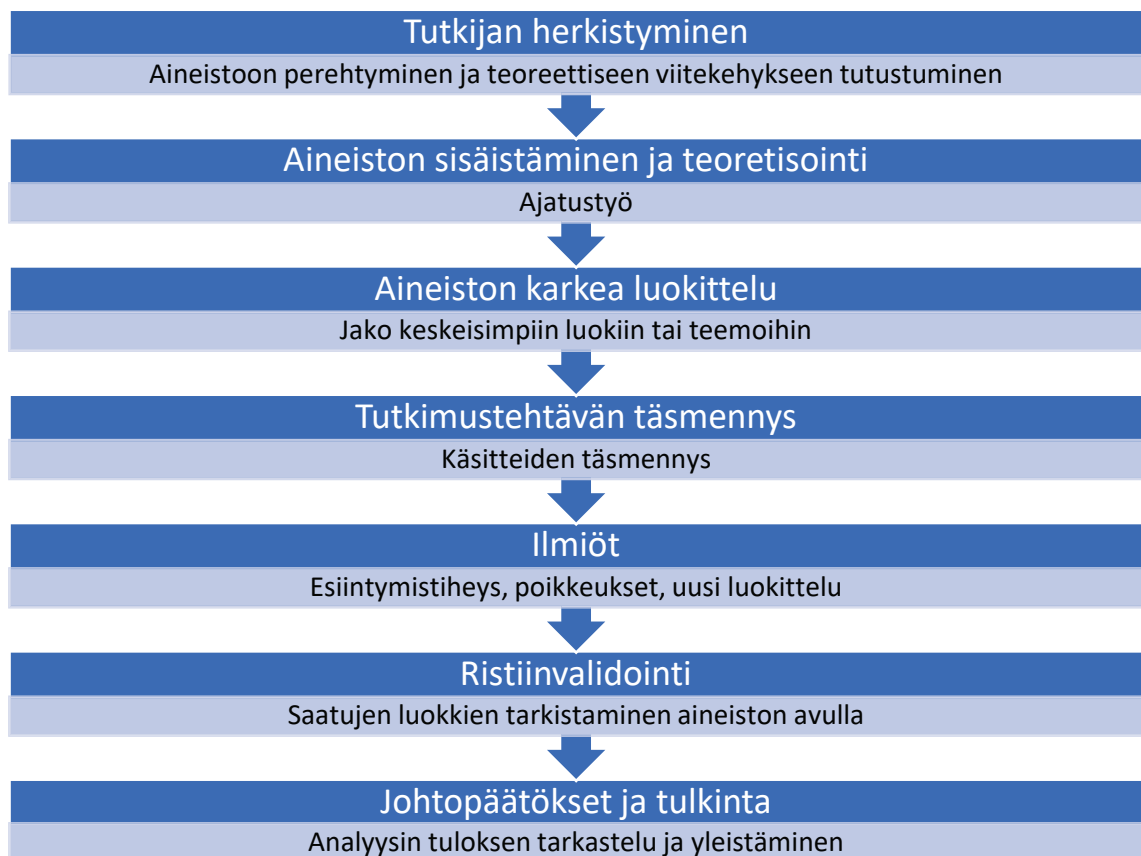 Tutkijan herkistyminen
Aineistoon perehtyminen ja teoreettiseen viitekehykseen tutustuminen
Aineiston sisäistäminen ja teoretisointi
Ajatustyö
Aineiston karkea luokittelu
Jako keskeisimpiin luokiin tai teemoihin
Tutkimustehtävän täsmennys
Käsitteiden täsmennys
Ilmiöt
Esiintymistiheys, poikkeukset, uusi luokittelu
Ristiinvalidointi
Saatujen luokkien tarkistaminen aineiston avulla
Johtopäätökset ja tulkinta
Analyysin tuloksen tarkastelu ja yleistäminen